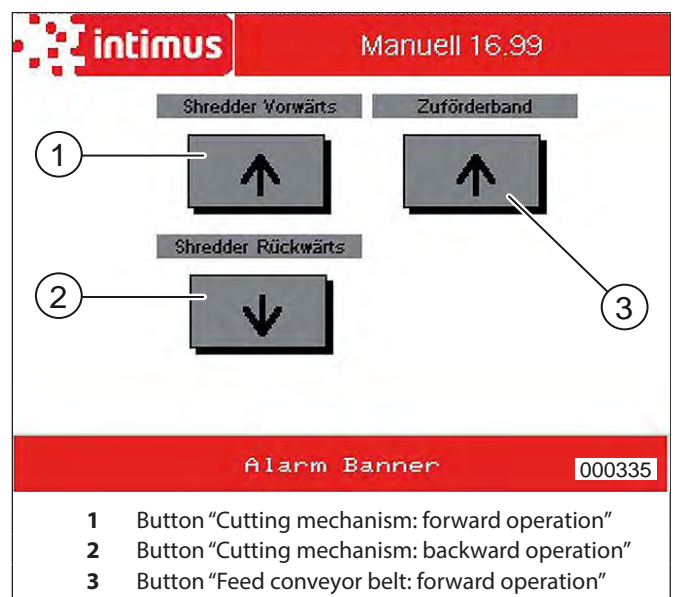 intimus
Manuell 16.99
Shredder Vorwärts
Zuförderband
1
Shredder Rückwärts
2
3
Alarm Banner
000335
1 Button “Cutting mechanism: forward operation”
2 Button “Cutting mechanism: backward operation”
3 Button “Feed conveyor belt: forward operation”